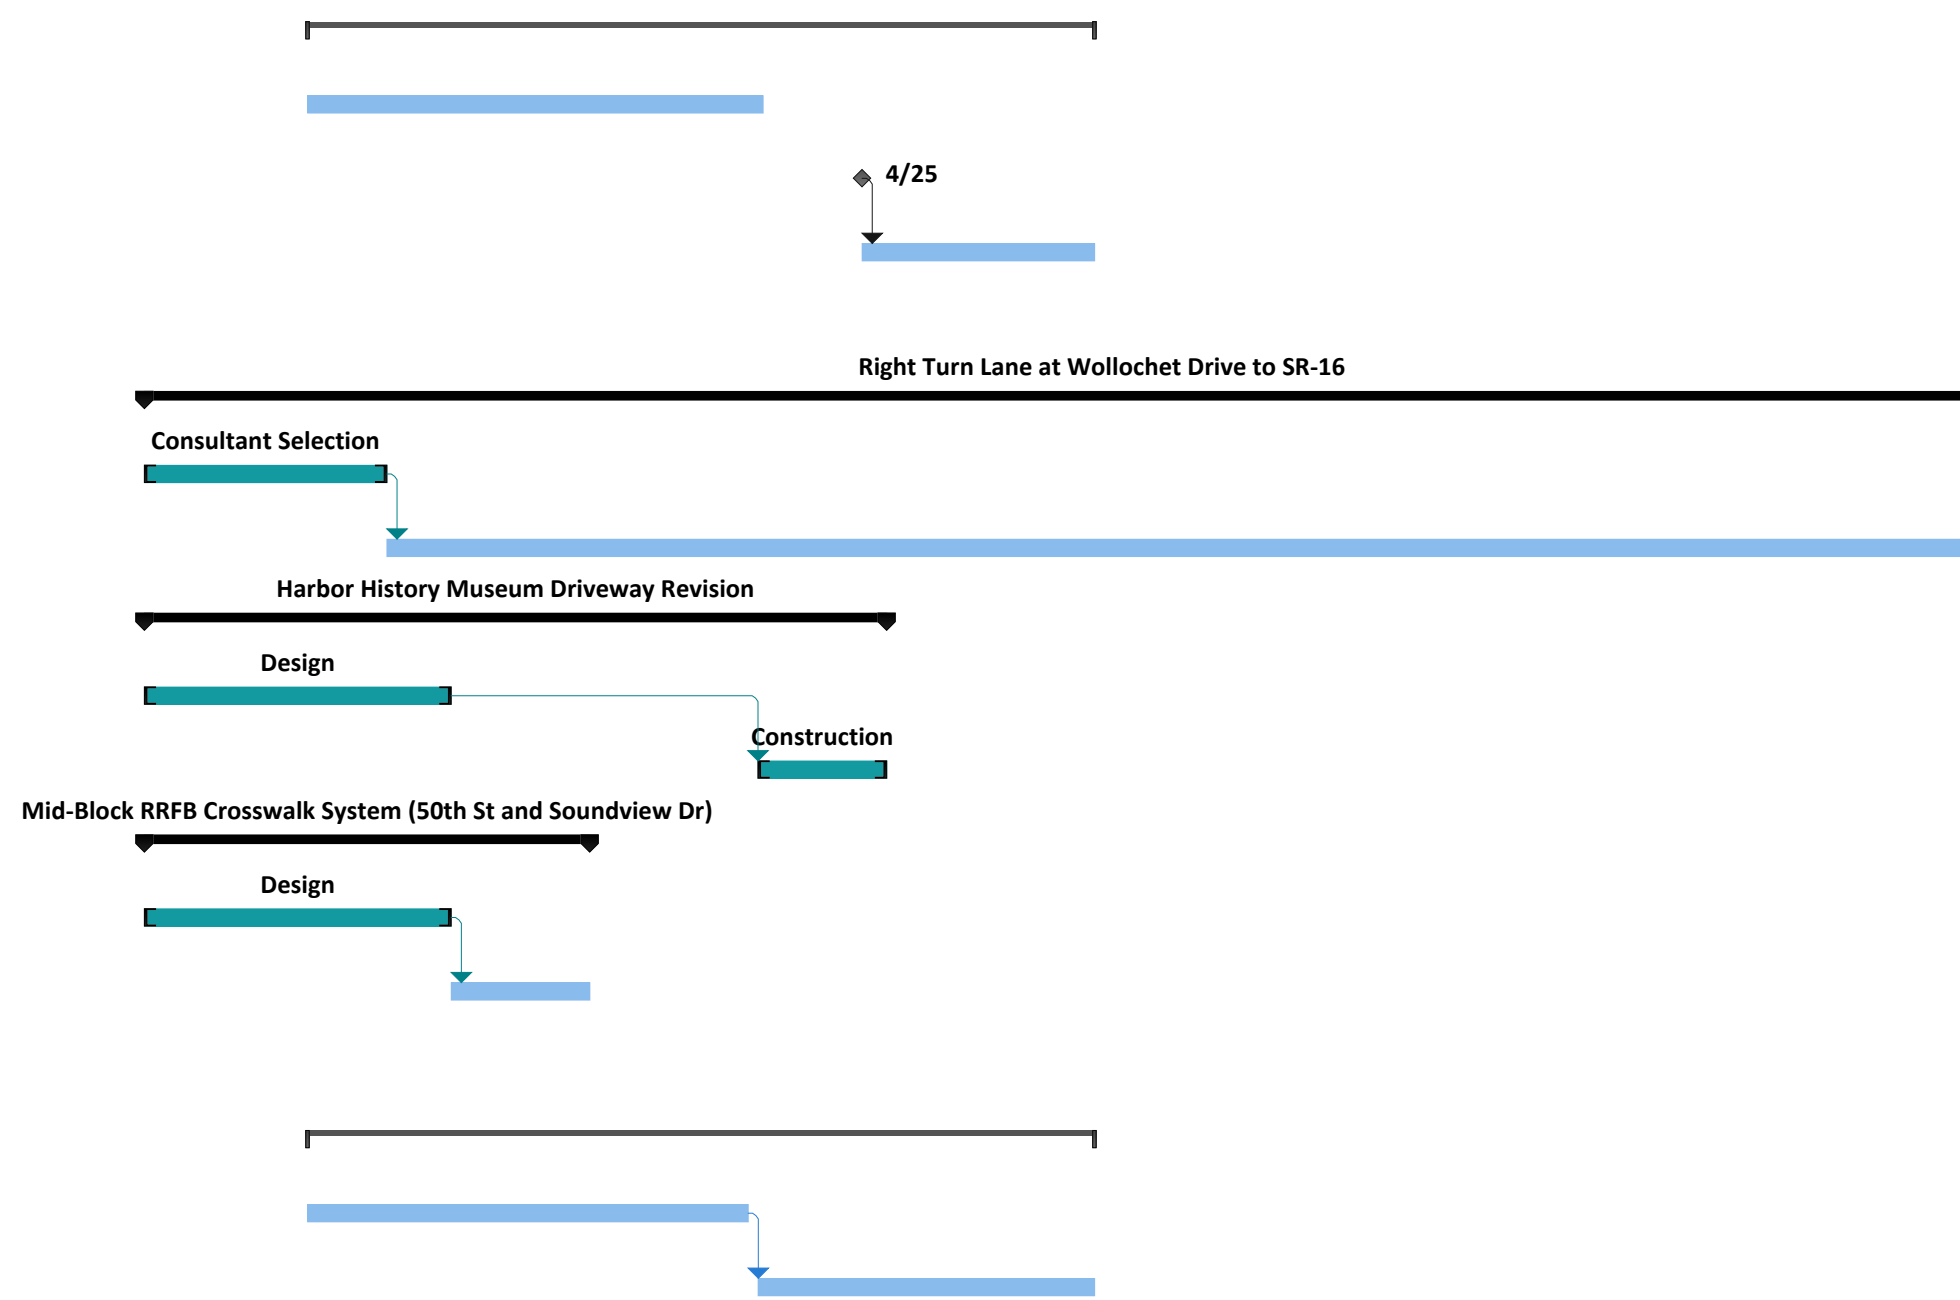 4/25
Right Turn Lane at Wollochet Drive to SR-16
Consultant Selection
Harbor History Museum Driveway Revision
Design
Construction
Mid-Block RRFB Crosswalk System (50th St and Soundview Dr)
Design